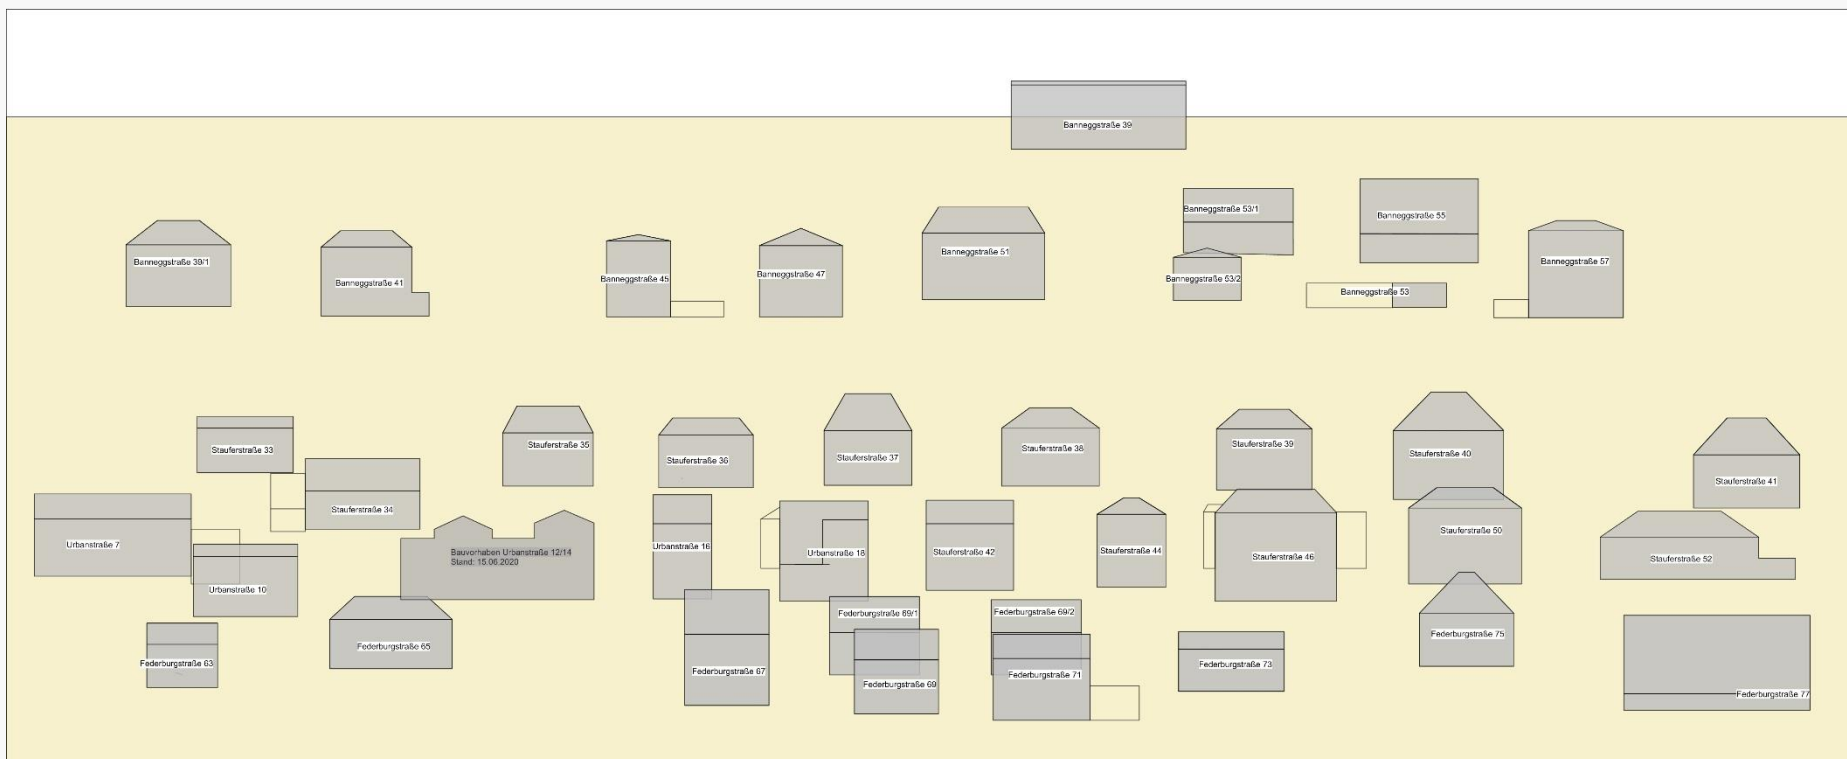 Banneggstraße 39
Banneggstraße 53/1
Banneggstraße 55
Banneggstraße 39/1
Banneggstraße 41
Banneggstraße 45
Banneggstraße 47
Banneggstraße 51
Banneggstraße 53/2
Banneggstraße 53
Banneggstraße 57
Stauferstraße 33
Stauferstraße 34
Stauferstraße 35
Stauferstraße 36
Stauferstraße 37
Stauferstraße 38
Stauferstraße 39
Stauferstraße 40
Stauferstraße 41
Urbanstraße 7
Urbanstraße 10
Bauvorhaben Urbanstraße 12/14
Stand: 15.06.2020
Urbanstraße 16
Urbanstraße 18
Stauferstraße 42
Stauferstraße 44
Stauferstraße 46
Stauferstraße 50
Stauferstraße 52
Federburgstraße 63
Federburgstraße 65
Federburgstraße 67
Federburgstraße 69/1
Federburgstraße 69
Federburgstraße 69/2
Federburgstraße 71
Federburgstraße 73
Federburgstraße 75
Federburgstraße 77